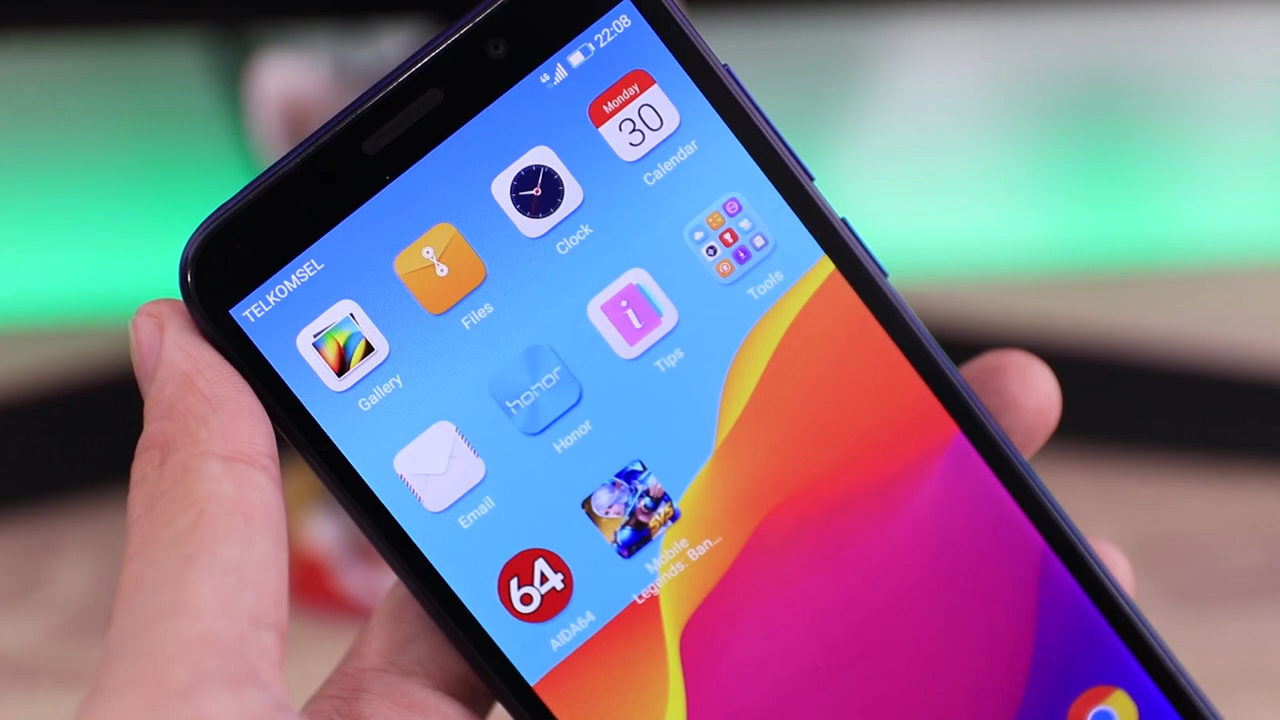 TELKOMSEL
4G
22:08
Gallery
Files
Clock
Monday
30
Calendar
Email
honor
Honor
Tips
Tools
64
AIDA64
Mobile
Legends: Ban...